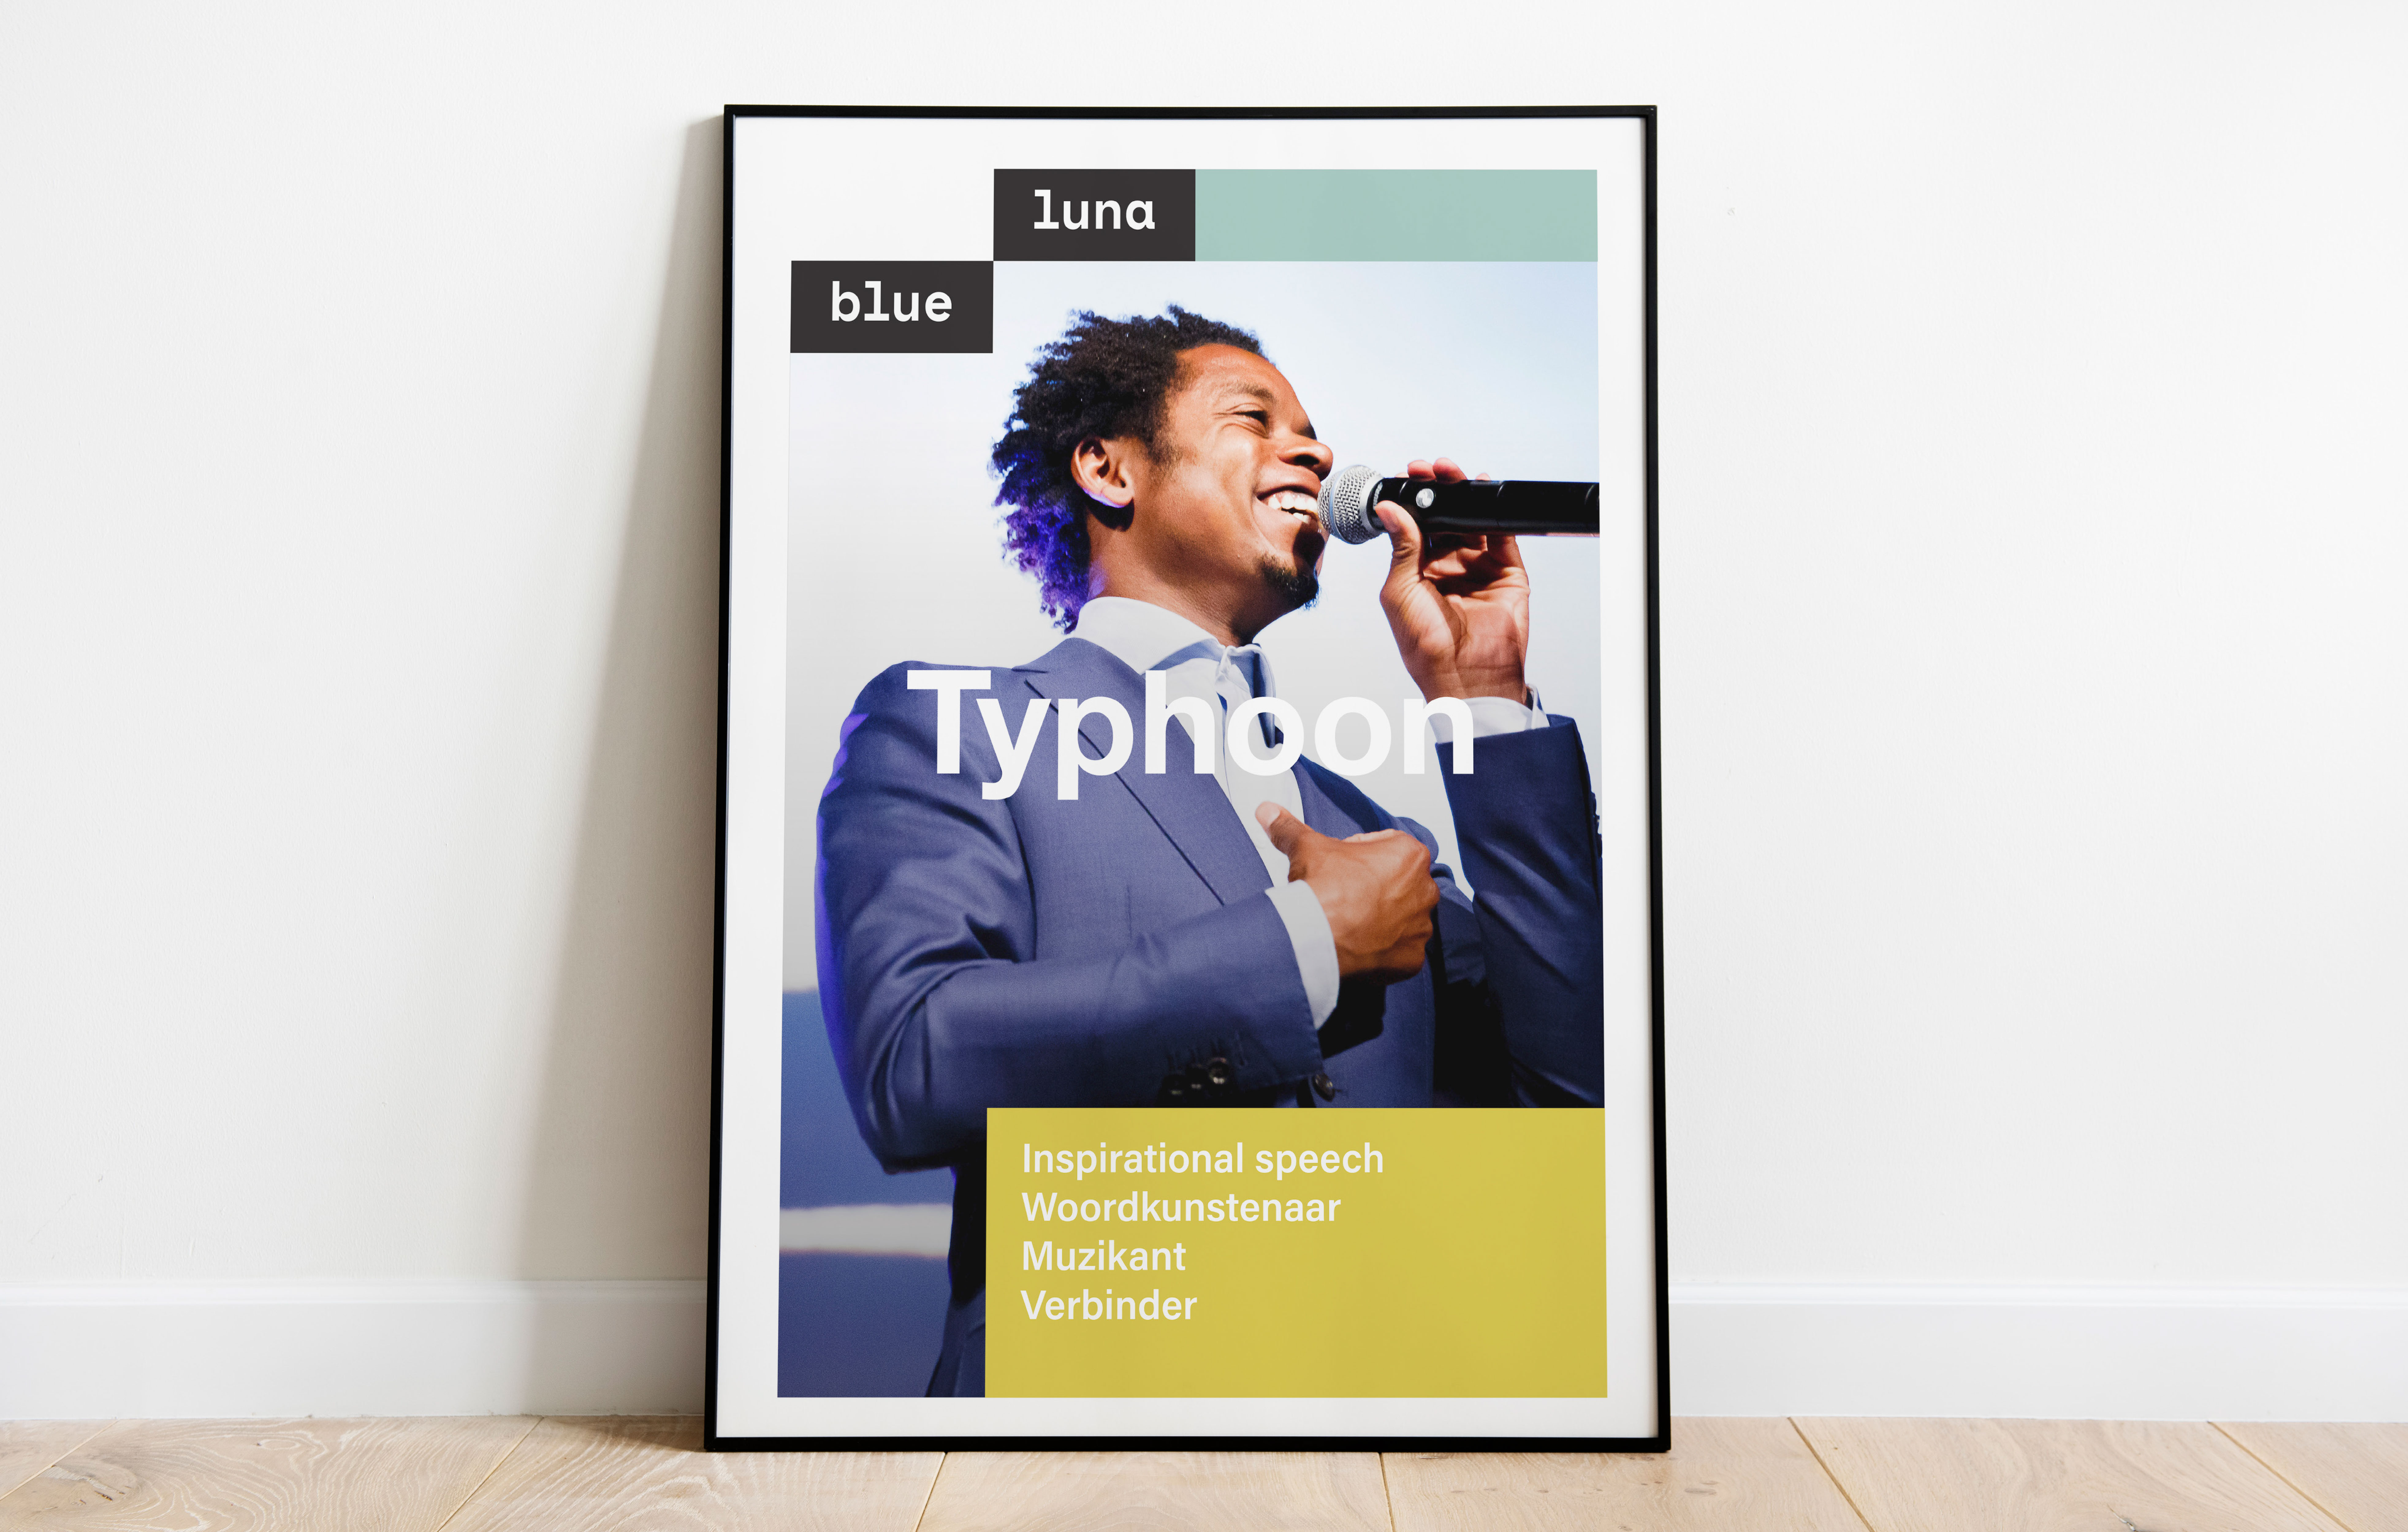 luna
blue
Typhoon
Inspirational speech
Woordkunstenaar
Muzikant
Verbinder